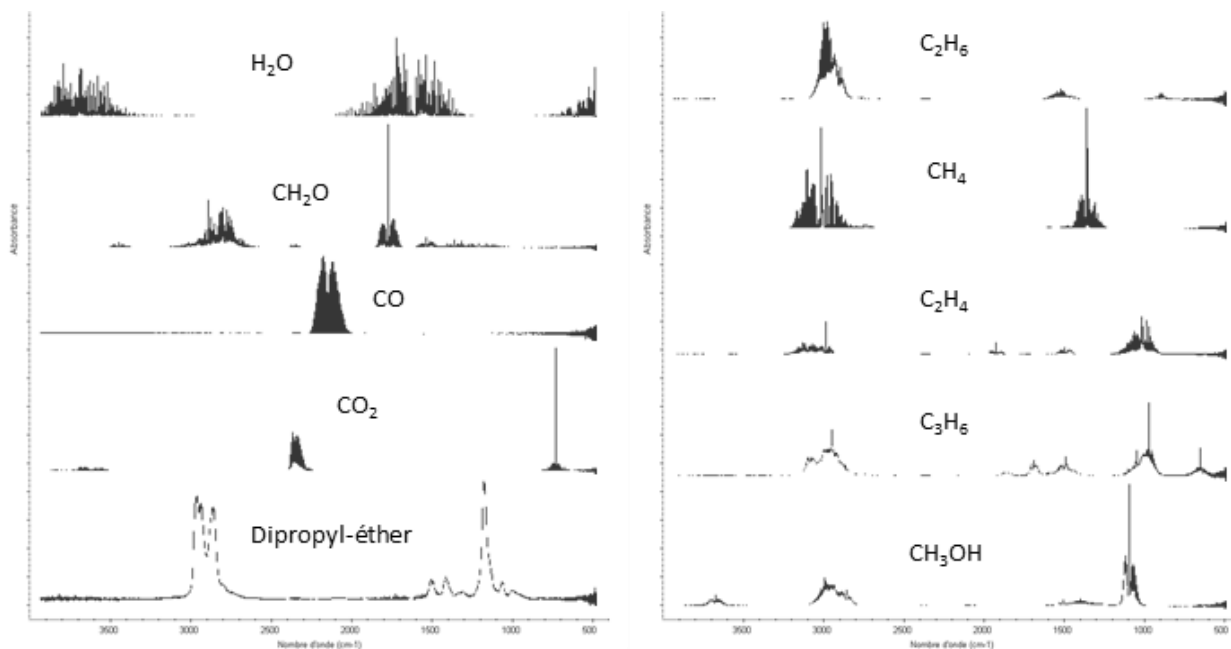 H₂O
CH₂O
CO
CO₂
Dipropyl-éther
Absorbance
3500 3000 2500 2000 1500 1000 500
Nombre d'onde (cm-1)
C₂H₆
CH₄
C₂H₄
C₃H₆
CH₃OH
Absorbance
3500 3000 2500 2000 1500 1000 500
Nombre d'onde (cm-1)